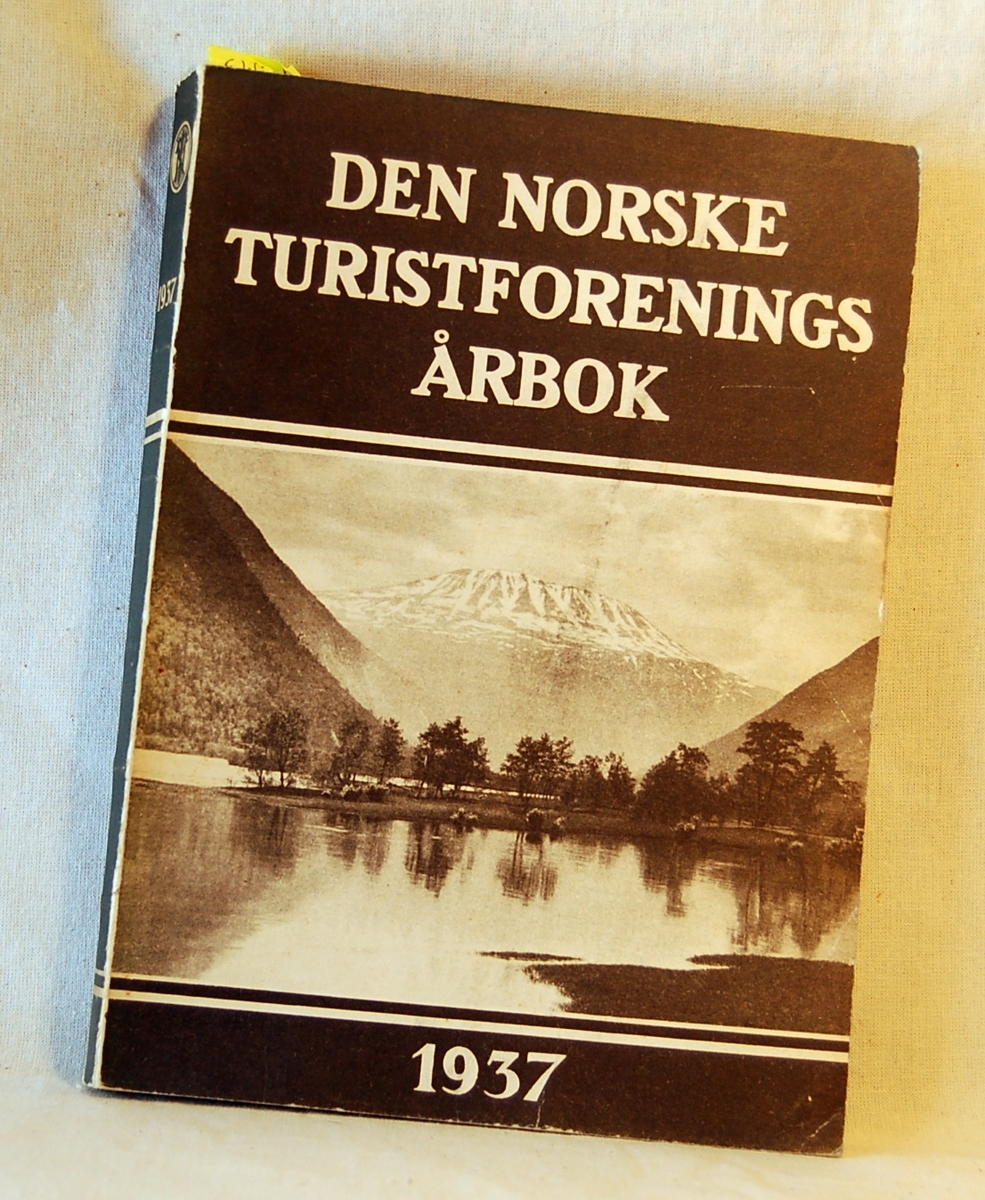 DEN NORSKE
TURISTFORENINGS
ÅRBOK
1937
1937